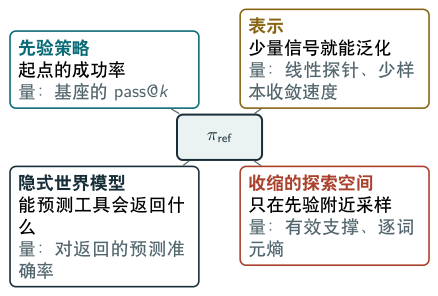 先验策略
起点的成功率
量：基座的 pass@k
表示
少量信号就能泛化
量：线性探针、少样
本收敛速度
π_ref
隐式世界模型
能预测工具会返回什
么
量：对返回的预测准
确率
收缩的探索空间
只在先验附近采样
量：有效支撑、逐词
元熵